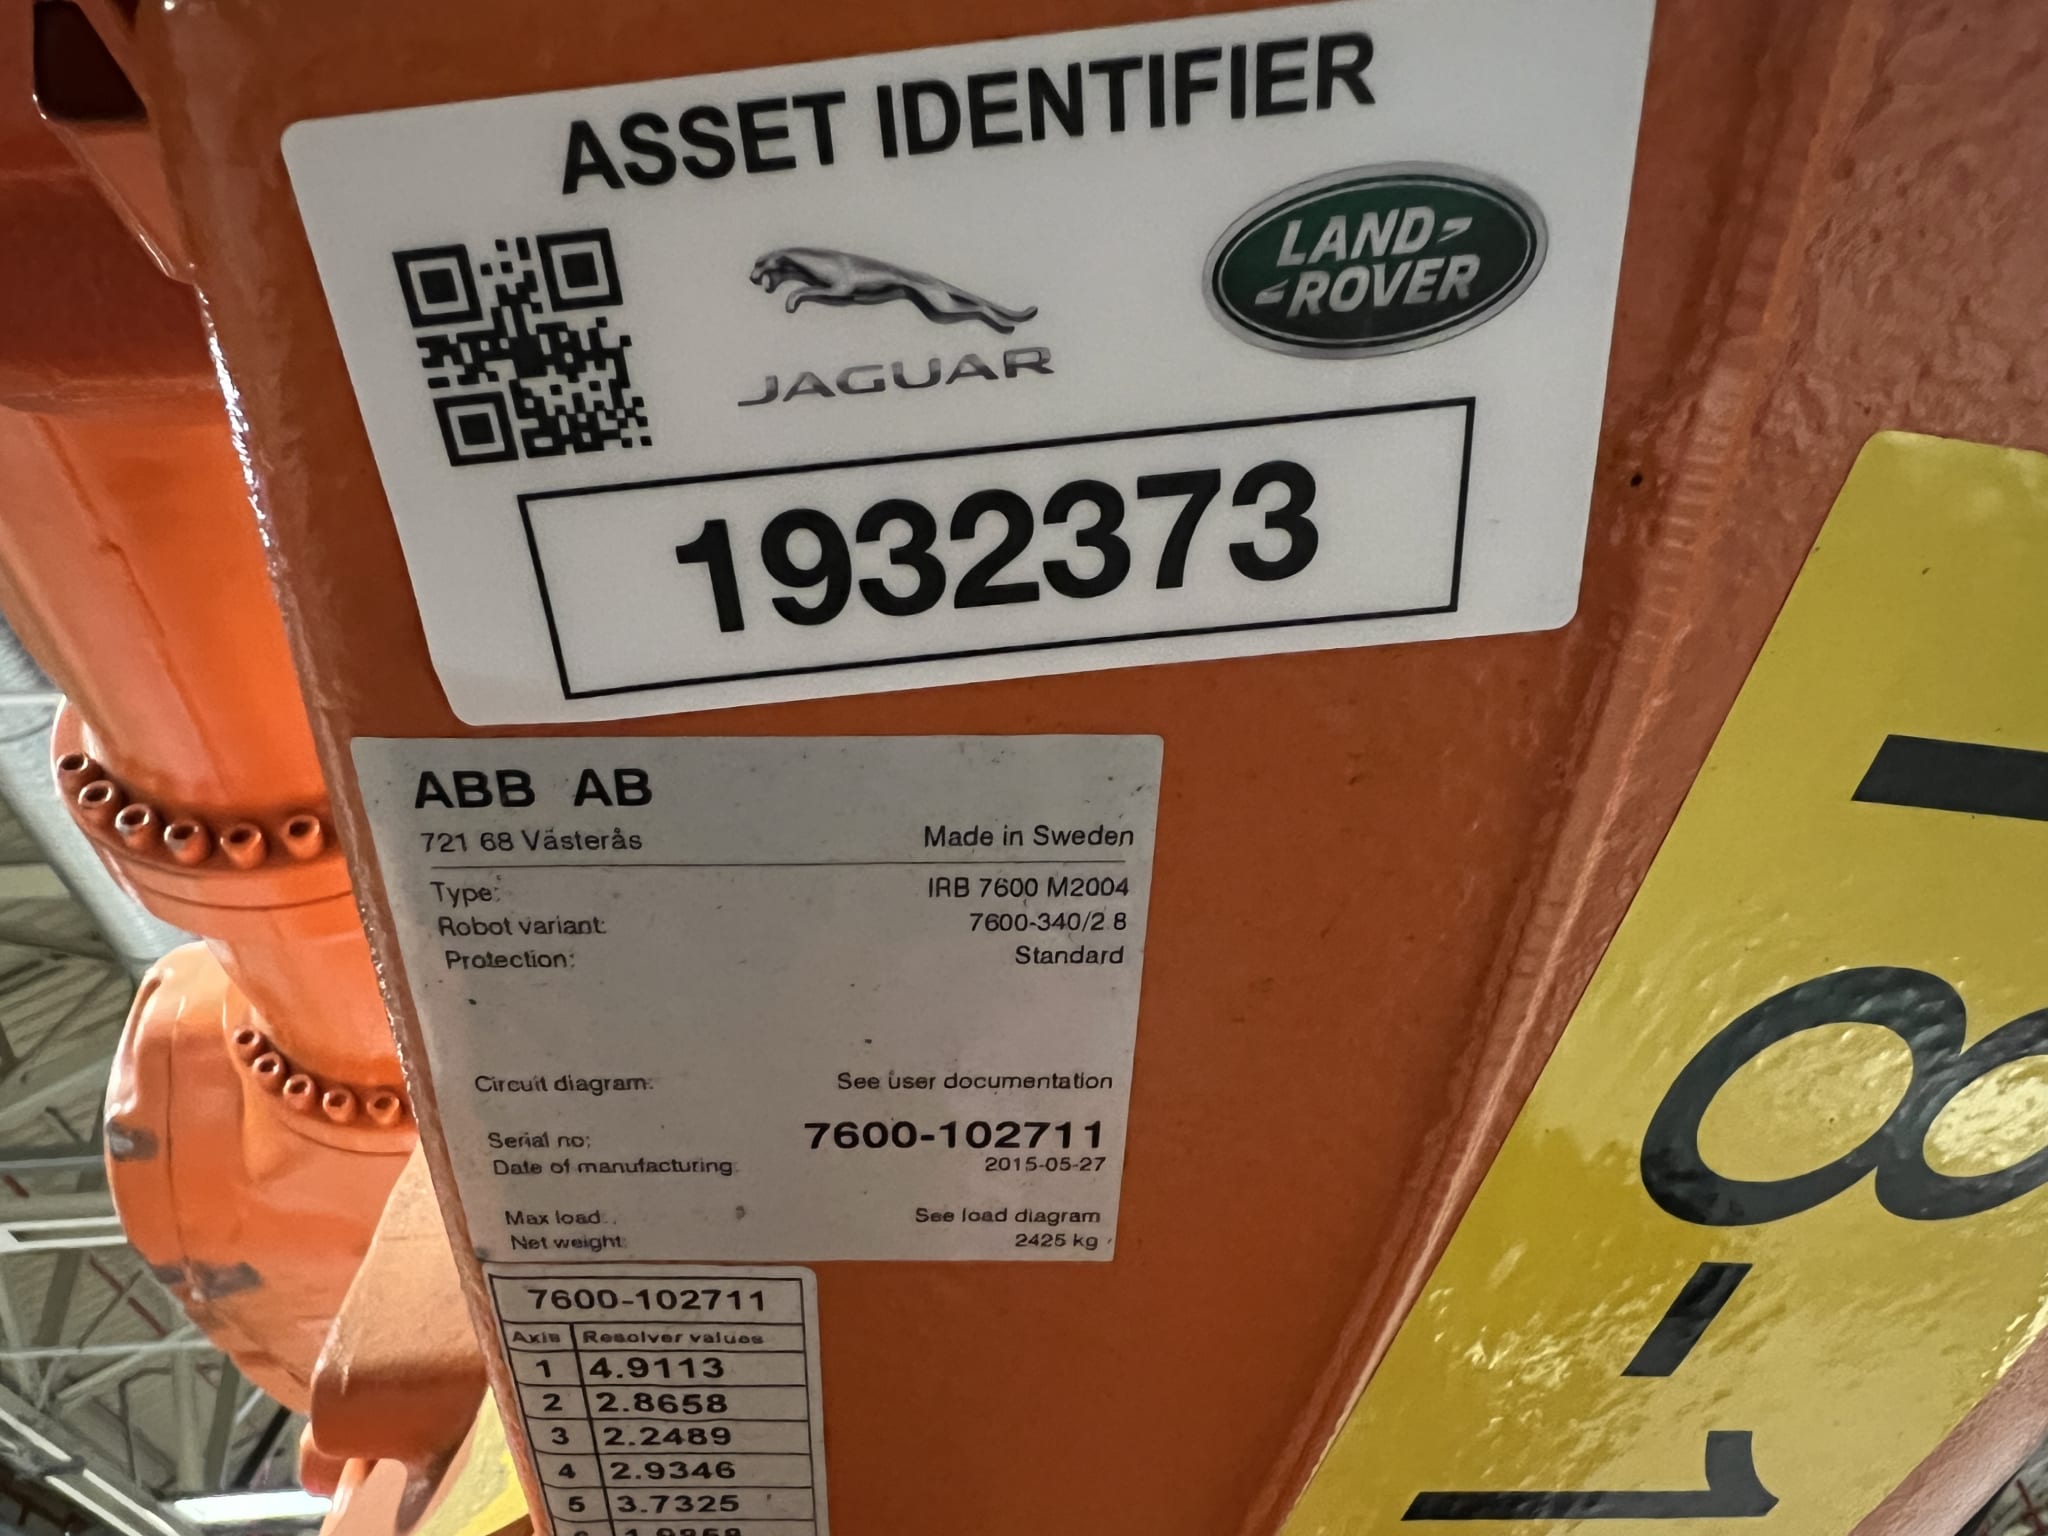 ASSET IDENTIFIER
JAGUAR
LAND-
-ROVER
1932373
ABB AB
721 68 Västerås Made in Sweden
Type: IRB 7600 M2004
Robot variant: 7600-340/2.8
Protection: Standard
Circuit diagram: See user documentation
Serial no: 7600-102711
Date of manufacturing: 2015-05-27
Max load: See load diagram
Net weight: 2425 kg
7600-102711
Axis Resolver values
1 4.9113
2 2.8658
3 2.2489
4 2.9346
5 3.7325
8-1